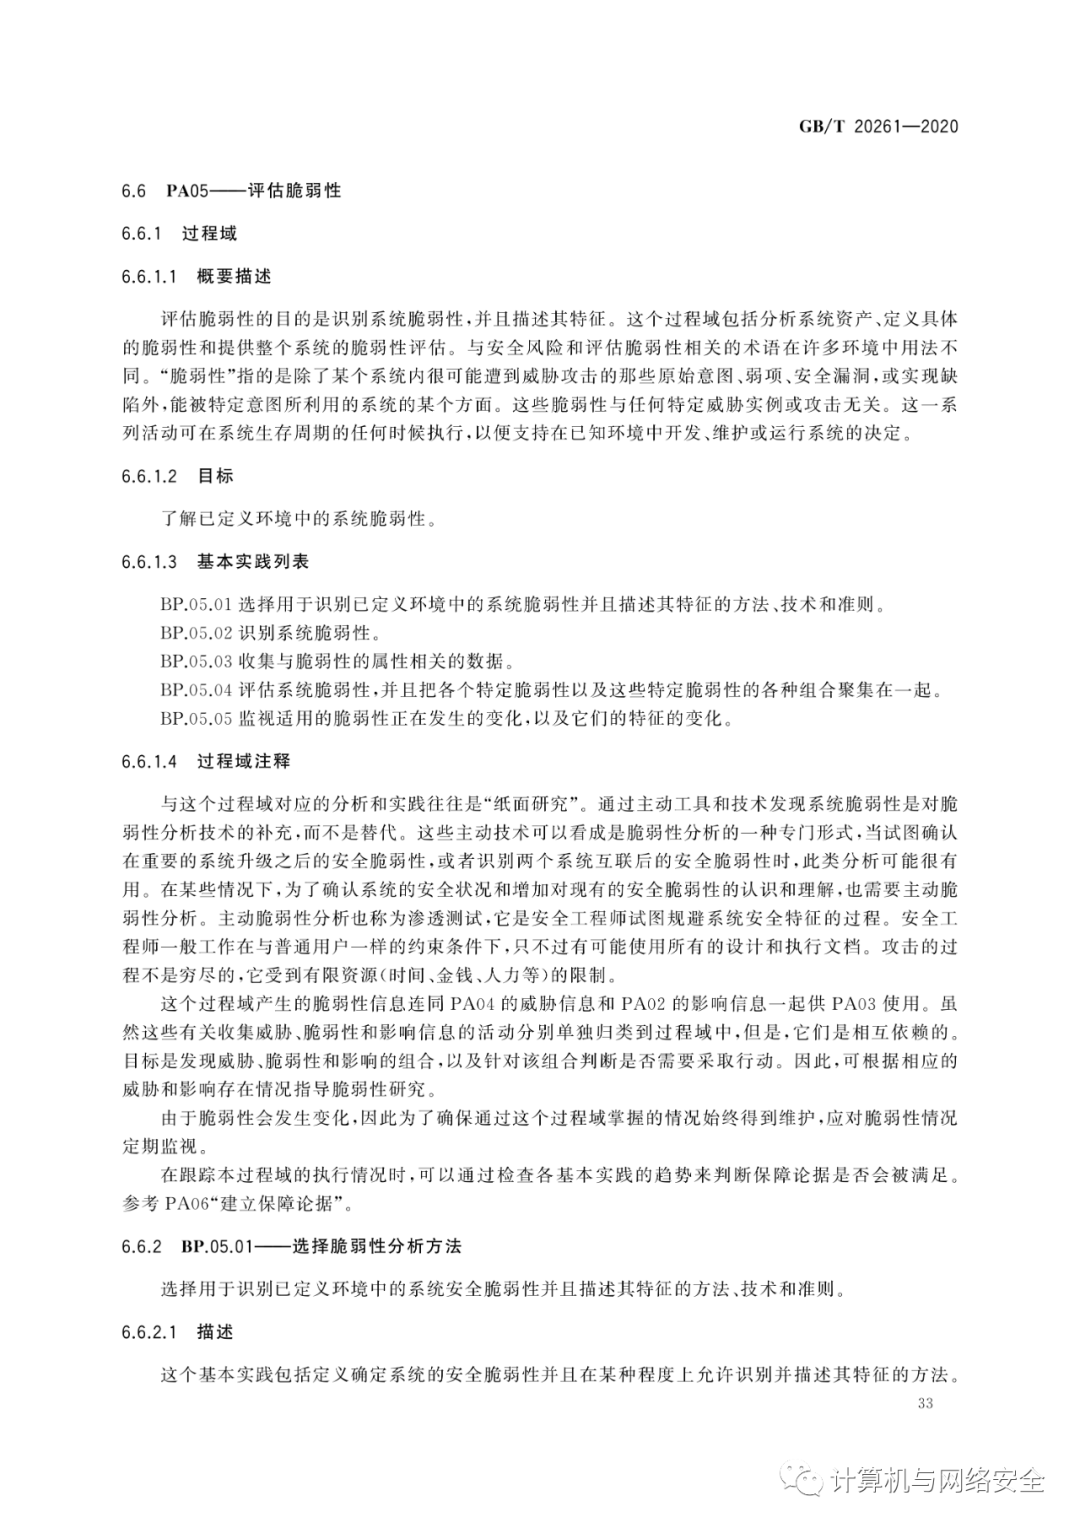 GB/T 20261—2020
6.6 PA05——评估脆弱性
6.6.1 过程域
6.6.1.1 概要描述
评估脆弱性的目的是识别系统脆弱性,并且描述其特征。这个过程域包括分析系统资产、定义具体
的脆弱性和提供整个系统的脆弱性评估。与安全风险和评估脆弱性相关的术语在许多环境中用法不
同。“脆弱性”指的是除了某个系统内很可能遭到威胁攻击的那些原始意图、弱项、安全漏洞,或实现缺
陷外,能被特定意图所利用的系统的某个方面。这些脆弱性与任何特定威胁实例或攻击无关。这一系
列活动可在系统生存周期的任何时候执行,以便支持在已知环境中开发、维护或运行系统的决定。
6.6.1.2 目标
了解已定义环境中的系统脆弱性。
6.6.1.3 基本实践列表
BP.05.01 选择用于识别已定义环境中的系统脆弱性并且描述其特征的方法、技术和准则。
BP.05.02 识别系统脆弱性。
BP.05.03 收集与脆弱性的属性相关的数据。
BP.05.04 评估系统脆弱性,并且把各个特定脆弱性以及这些特定脆弱性的各种组合聚集在一起。
BP.05.05 监视适用的脆弱性正在发生的变化,以及它们的特征的变化。
6.6.1.4 过程域注释
与这个过程域对应的分析和实践往往是“纸面研究”。通过主动工具和技术发现系统脆弱性是对脆
弱性分析技术的补充,而不是替代。这些主动技术可以看成是脆弱性分析的一种专门形式,当试图确认
在重要的系统升级之后的安全脆弱性,或者识别两个系统互联后的安全脆弱性时,此类分析可能很有
用。在某些情况下,为了确认系统的安全状况和增加对现有的安全脆弱性的认识和理解,也需要主动脆
弱性分析。主动脆弱性分析也称为渗透测试,它是安全工程师试图规避系统安全特征的过程。安全工
程师一般工作在与普通用户一样的约束条件下,只不过有可能使用所有的设计和执行文档。攻击的过
程不是穷尽的,它受到有限资源(时间、金钱、人力等)的限制。
这个过程域产生的脆弱性信息连同 PA04 的威胁信息和 PA02 的影响信息一起供 PA03 使用。虽
然这些有关收集威胁、脆弱性和影响信息的活动分别单独归类到过程域中,但是,它们是相互依赖的。
目标是发现威胁、脆弱性和影响的组合,以及针对该组合判断是否需要采取行动。因此,可根据相应的
威胁和影响存在情况指导脆弱性研究。
由于脆弱性会发生变化,因此为了确保通过这个过程域掌握的情况始终得到维护,应对脆弱性情况
定期监视。
在跟踪本过程域的执行情况时,可以通过检查各基本实践的趋势来判断保障论据是否会被满足。
参考 PA06“建立保障论据”。
6.6.2 BP.05.01——选择脆弱性分析方法
选择用于识别已定义环境中的系统安全脆弱性并且描述其特征的方法、技术和准则。
6.6.2.1 描述
这个基本实践包括定义确定系统的安全脆弱性并且在某种程度上允许识别并描述其特征的方法。
33
计算机与网络安全